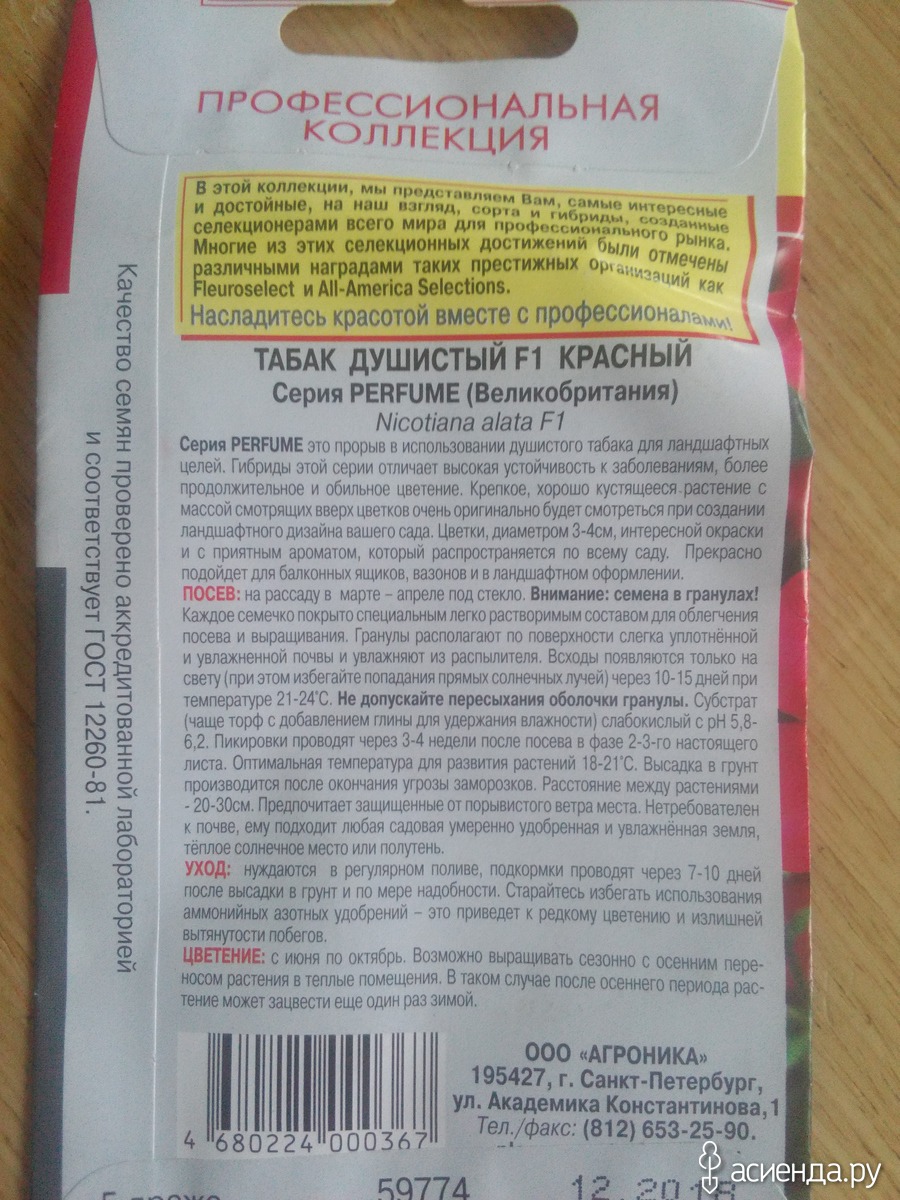 ПРОФЕССИОНАЛЬНАЯ
КОЛЛЕКЦИЯ
В этой коллекции, мы представляем Вам, самые интересные
и достойные, на наш взгляд, сорта и гибриды, созданные
селекционерами всего мира для профессионального рынка.
Многие из этих селекционных достижений были отмечены
различными наградами таких престижных организаций как
Fleuroselect и All-America Selections.
Насладитесь красотой вместе с профессионалами!
ТАБАК ДУШИСТЫЙ F1 КРАСНЫЙ
Серия PERFUME (Великобритания)
Nicotiana alata F1
Серия PERFUME это прорыв в использовании душистого табака для ландшафтных
целей. Гибриды этой серии отличает высокая устойчивость к заболеваниям, более
продолжительное и обильное цветение. Крепкое, хорошо кустящееся растение с
массой смотрящих вверх цветков очень оригинально будет смотреться при создании
ландшафтного дизайна вашего сада. Цветки, диаметром 3-4см, интересной окраски
и с приятным ароматом, который распространяется по всему саду. Прекрасно
подойдет для балконных ящиков, вазонов и в ландшафтном оформлении.
ПОСЕВ: на рассаду в марте – апреле под стекло. Внимание: семена в гранулах!
Каждое семечко покрыто специальным легко растворимым составом для облегчения
посева и выращивания. Гранулы располагают по поверхности слегка уплотнённой
и увлажненной почвы и увлажняют из распылителя. Всходы появляются только на
свету (при этом избегайте попадания прямых солнечных лучей) через 10-15 дней при
температуре 21-24˚С. Не допускайте пересыхания оболочки гранулы. Субстрат
(чаще торф с добавлением глины для удержания влажности) слабокислый с рН 5,8-
6,2. Пикировки проводят через 3-4 недели после посева в фазе 2-3-го настоящего
листа. Оптимальная температура для развития растений 18-21˚С. Высадка в грунт
производится после окончания угрозы заморозков. Расстояние между растениями
- 20-30см. Предпочитает защищенные от порывистого ветра места. Нетребователен
к почве, ему подходит любая садовая умеренно удобренная и увлажнённая земля,
тёплое солнечное место или полутень.
УХОД: нуждаются в регулярном поливе, подкормки проводят через 7-10 дней
после высадки в грунт и по мере надобности. Старайтесь избегать использования
аммонийных азотных удобрений – это приведет к редкому цветению и излишней
вытянутости побегов.
ЦВЕТЕНИЕ: с июня по октябрь. Возможно выращивать сезонно с осенним пере-
носом растения в теплые помещения. В таком случае после осеннего периода рас-
тение может зацвести еще один раз зимой.
Качество семян проверено аккредитованной лабораторией
и соответствует ГОСТ 12260-81.
4 680224 000367
ООО «АГРОНИКА»
195427, г. Санкт-Петербург,
ул. Академика Константинова,1
Тел./факс: (812) 653-25-90.
59774
12.2018
асиенда.ру